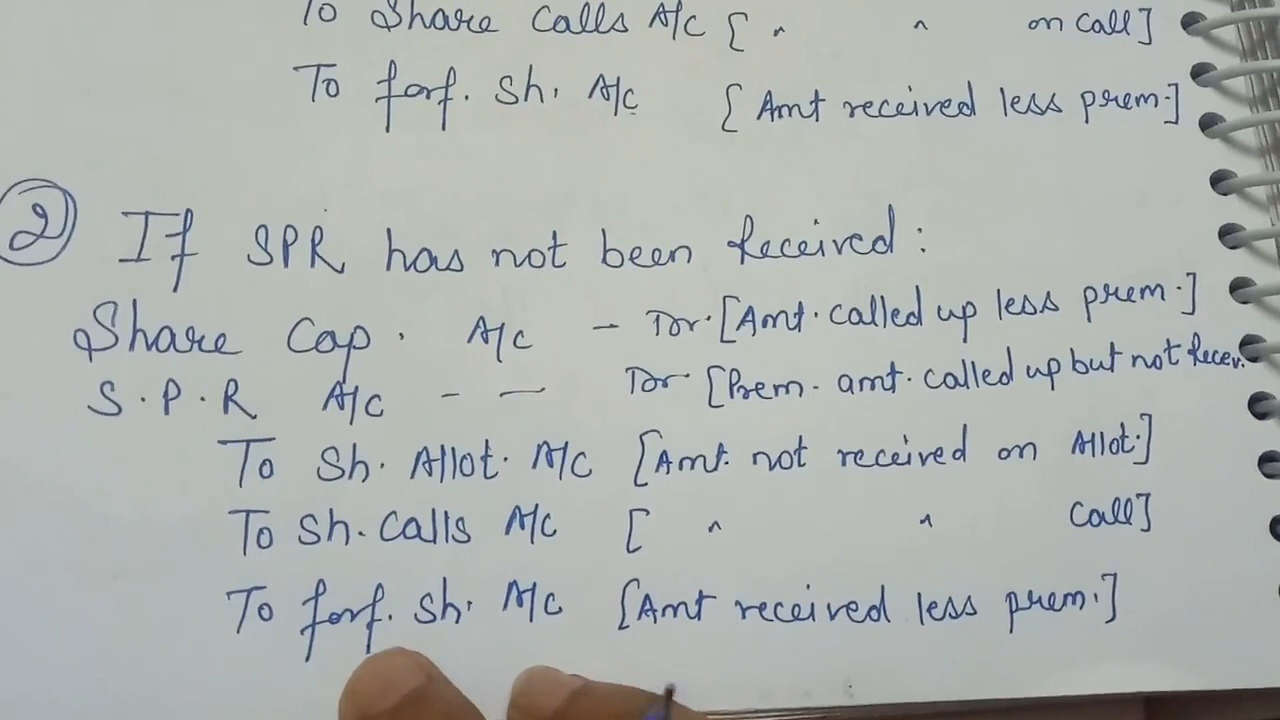 To Share Calls A/c [ " " on call]
To forf. Sh. A/c [Amt received less prem.]
2 If SPR has not been Received:
Share Cap. A/c - Dr. [Amt. called up less prem.]
S.P.R A/c - - Dr [Prem. amt. called up but not Receiv.
To Sh. Allot. A/c [Amt. not received on Allot.]
To Sh. Calls A/c [ " " Call]
To forf. Sh. A/c [Amt received less prem.]